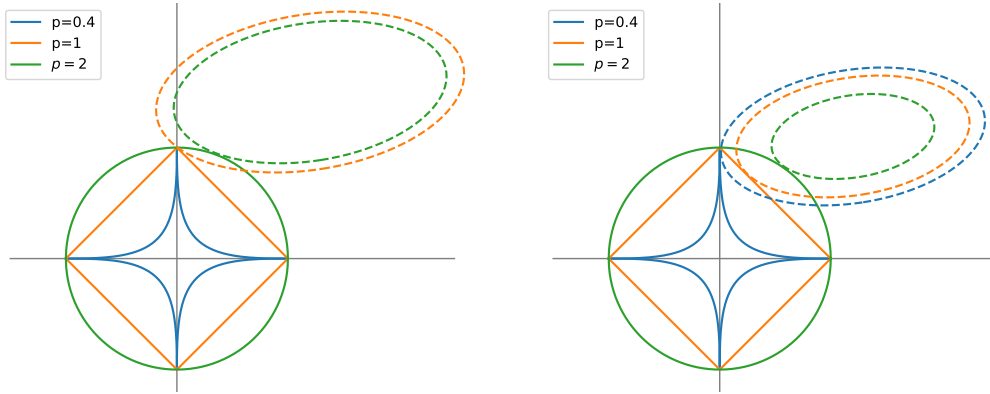 p=0.4
p=1
p = 2
p=0.4
p=1
p = 2